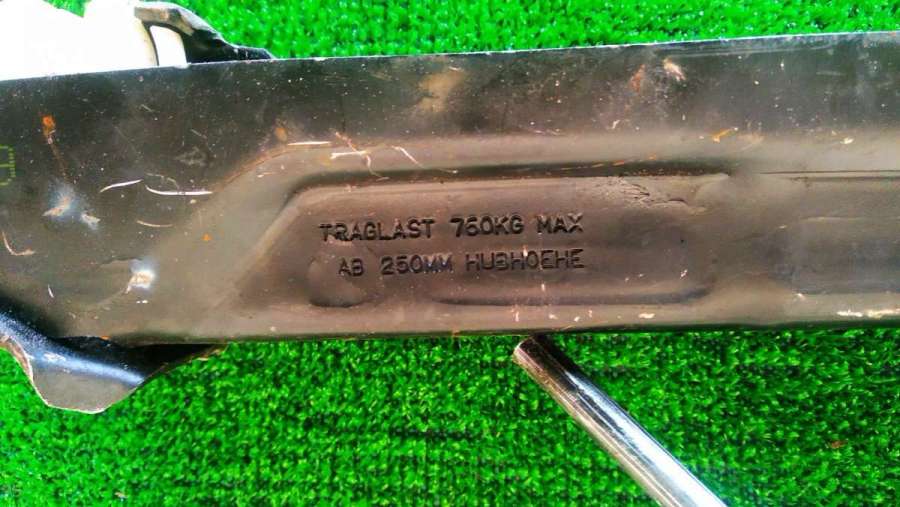 TRAGLAST 760KG MAX
AB 250MM HUBHOEHE